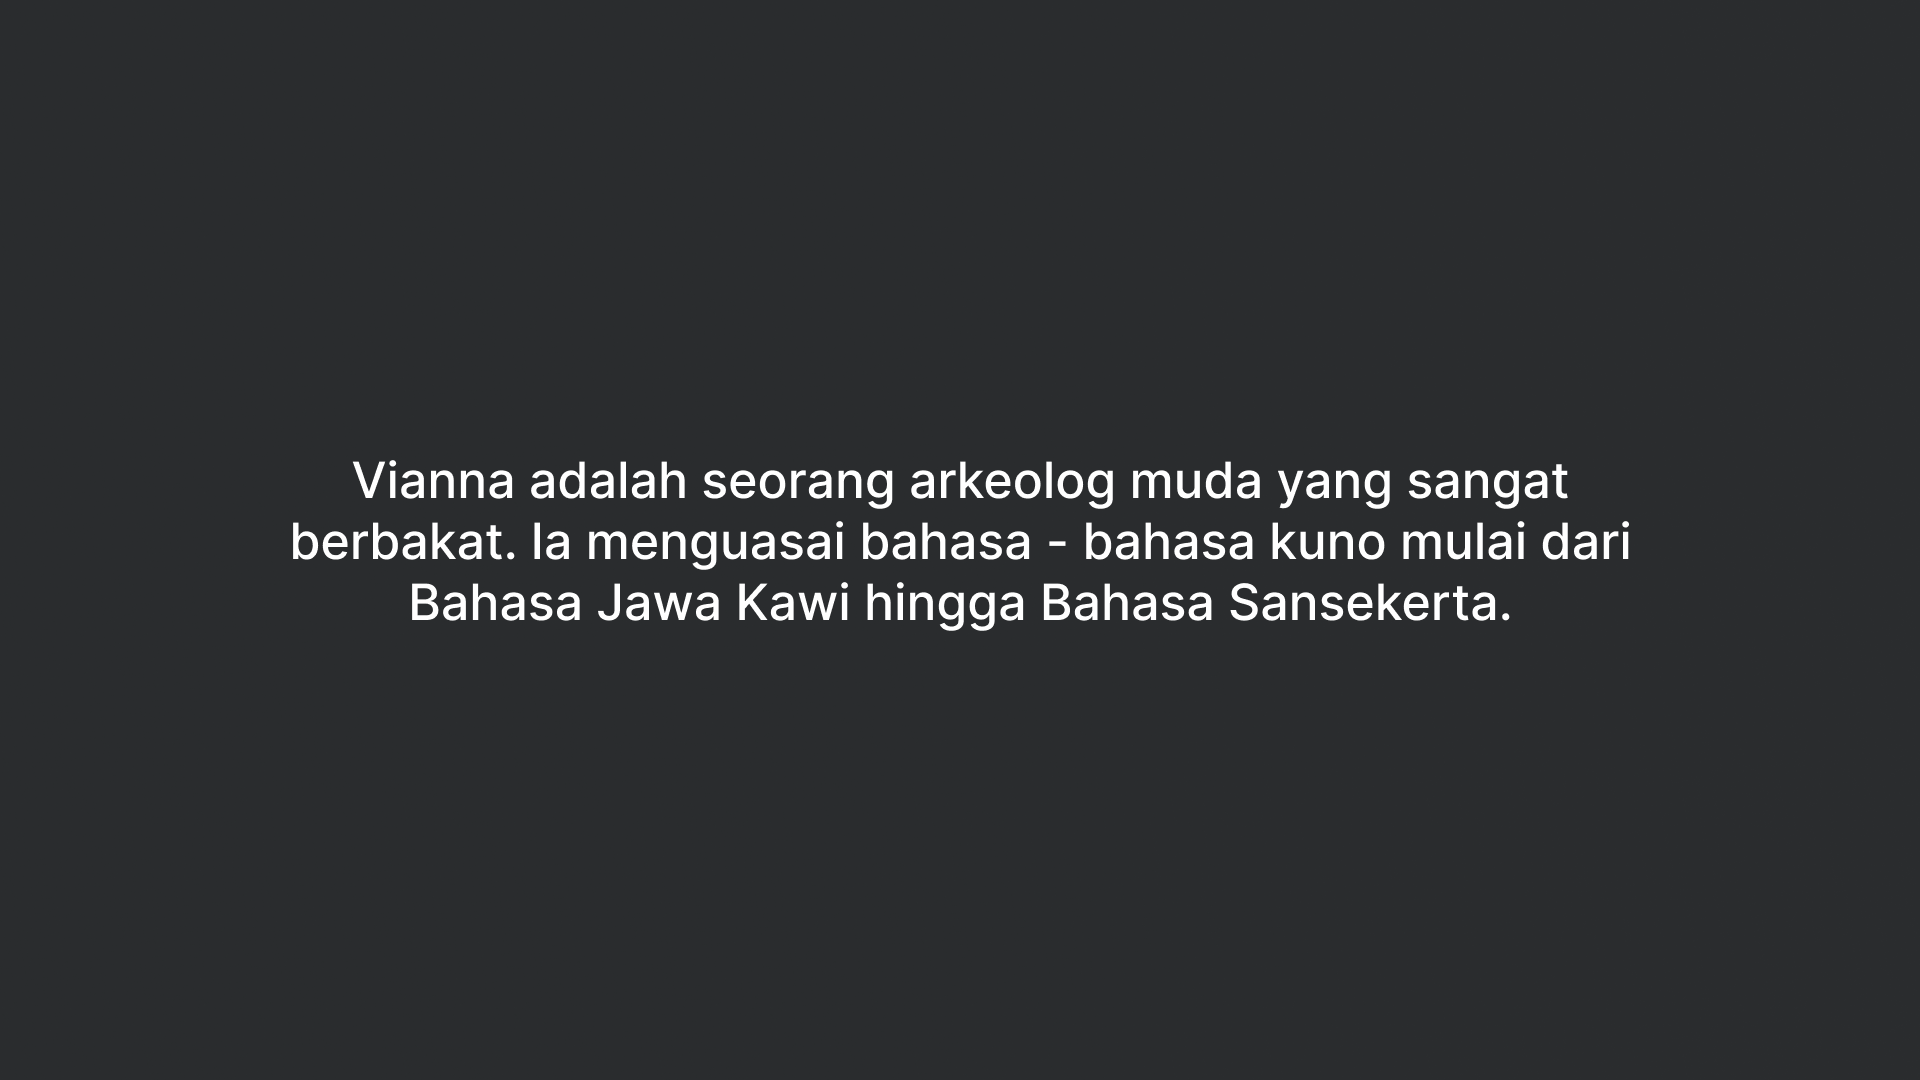 Vianna adalah seorang arkeolog muda yang sangat
berbakat. Ia menguasai bahasa - bahasa kuno mulai dari
Bahasa Jawa Kawi hingga Bahasa Sansekerta.